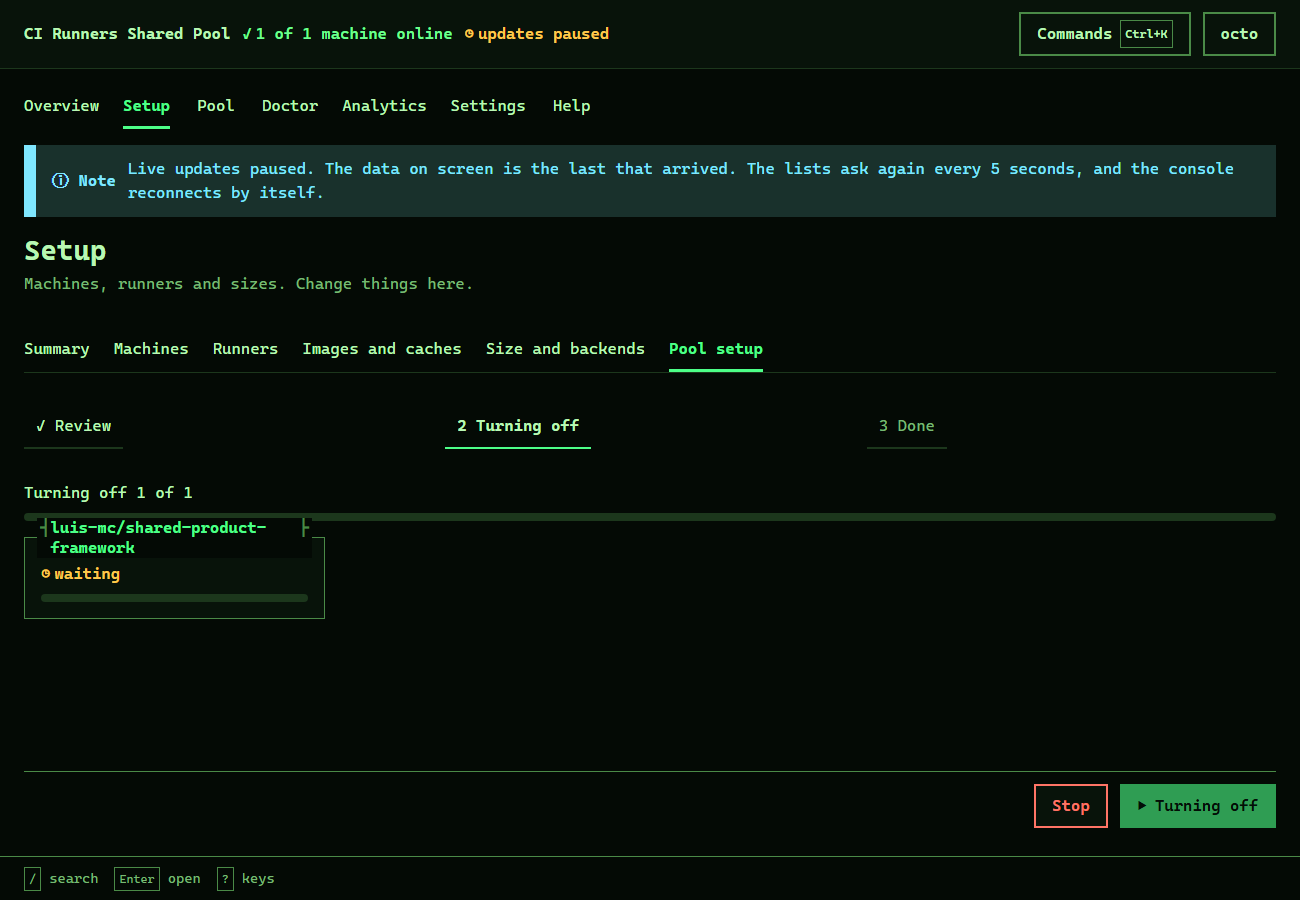 CI Runners Shared Pool ✓ 1 of 1 machine online updates paused
Commands Ctrl+K octo
Overview Setup Pool Doctor Analytics Settings Help
Note Live updates paused. The data on screen is the last that arrived. The lists ask again every 5 seconds, and the console
reconnects by itself.
Setup
Machines, runners and sizes. Change things here.
Summary Machines Runners Images and caches Size and backends Pool setup
✓ Review 2 Turning off 3 Done
Turning off 1 of 1
luis-mc/shared-product-
framework
waiting
Stop Turning off
/ search Enter open ? keys